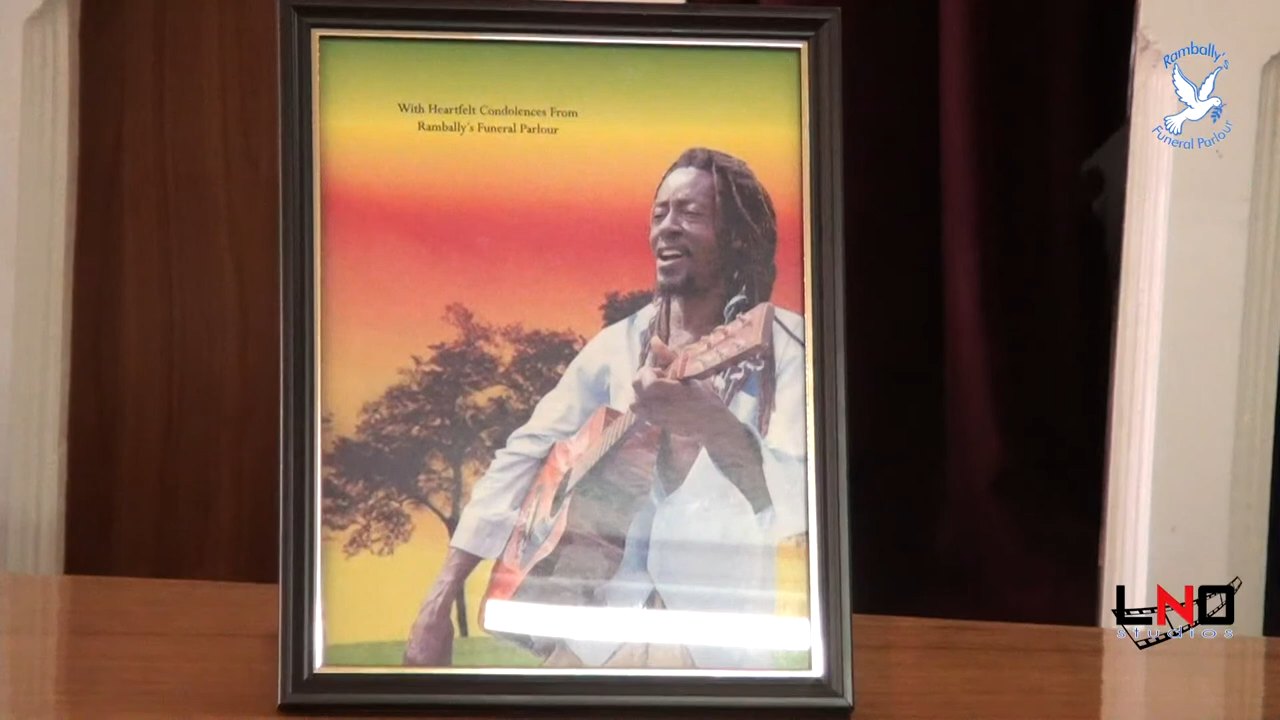 With Heartfelt Condolences From
Rambally's Funeral Parlour
Rambally's
Funeral Parlour
LNO
studios